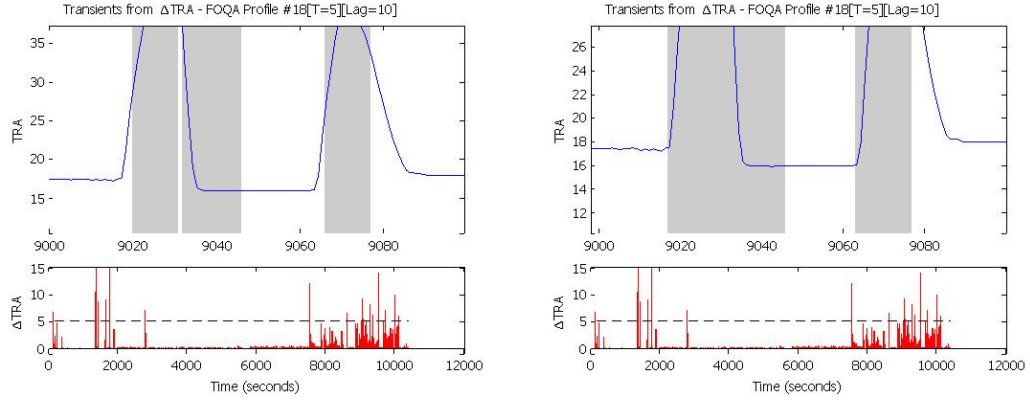 Transients from ΔTRA - FOQA Profile #18[T=5][Lag=10]
35
30
25
20
15
TRA
9000 9020 9040 9060 9080
15
10
5
0
ΔTRA
0 2000 4000 6000 8000 10000 12000
Time (seconds)
Transients from ΔTRA - FOQA Profile #18[T=5][Lag=10]
26
24
22
20
18
16
14
12
TRA
9000 9020 9040 9060 9080
15
10
5
0
ΔTRA
0 2000 4000 6000 8000 10000 12000
Time (seconds)